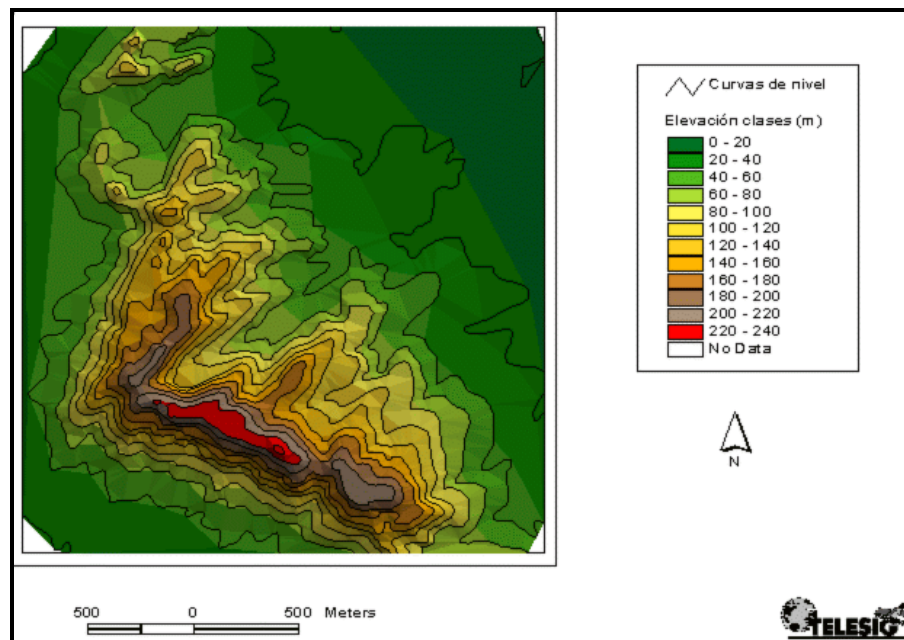 Curvas de nivel
Elevación clases (m)
0 - 20
20 - 40
40 - 60
60 - 80
80 - 100
100 - 120
120 - 140
140 - 160
160 - 180
180 - 200
200 - 220
220 - 240
No Data
N
500 0 500 Meters
TELESIG